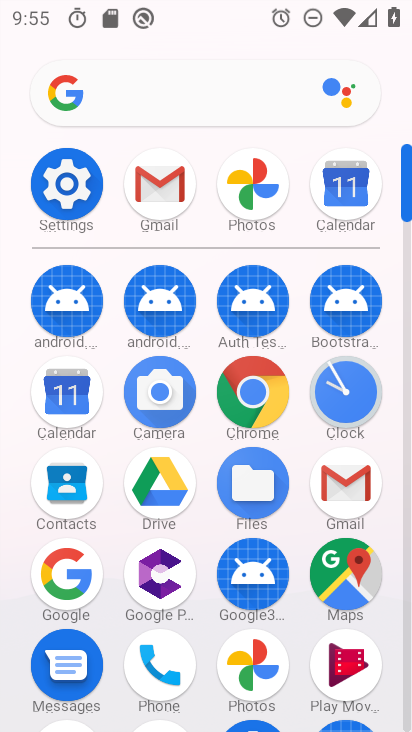 9:55
G
Settings Gmail Photos Calendar
11
android,... android,... Auth Tes... Bootstra...
11
Calendar Camera Chrome Clock
Contacts Drive Files Gmail
G G
Google Google P... Google3... Maps
Messages Phone Photos Play Mov...